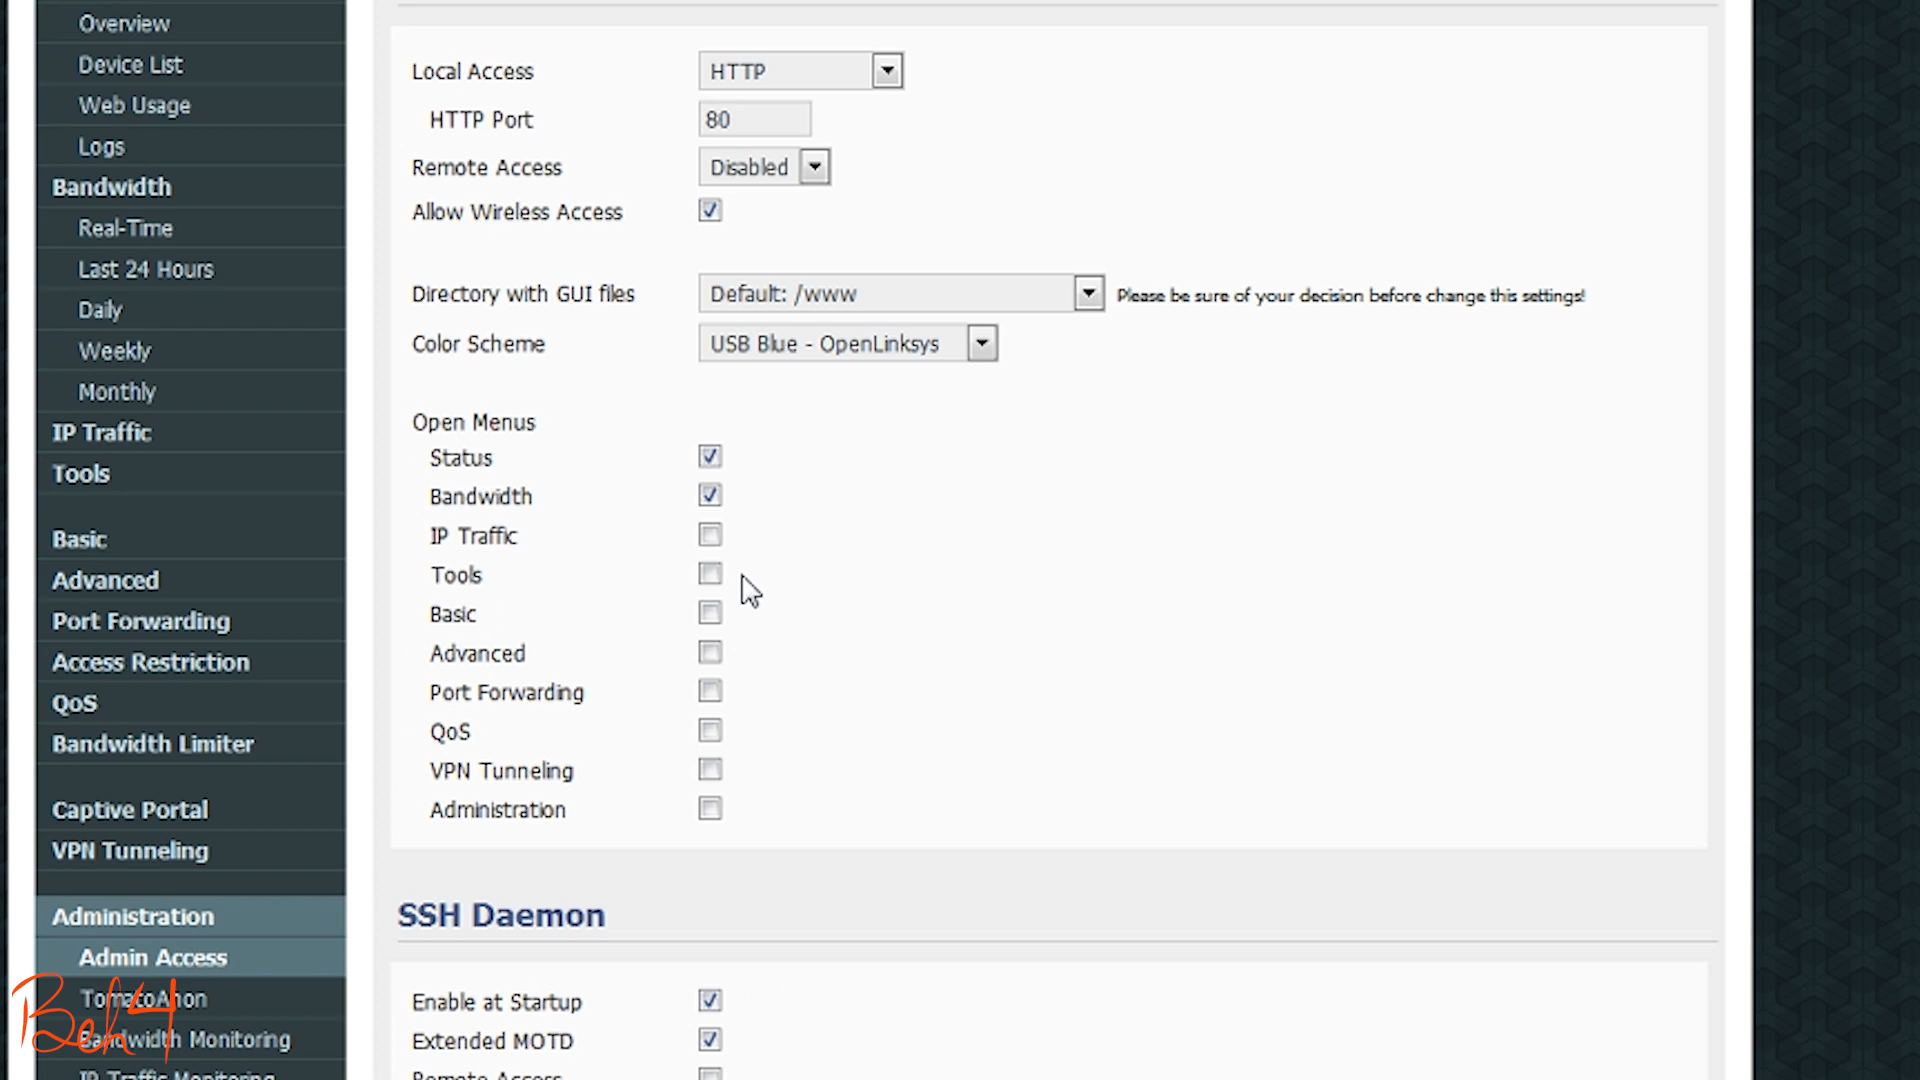 Overview
Device List
Web Usage
Logs
Bandwidth
Real-Time
Last 24 Hours
Daily
Weekly
Monthly
IP Traffic
Tools
Basic
Advanced
Port Forwarding
Access Restriction
QoS
Bandwidth Limiter
Captive Portal
VPN Tunneling
Administration
Admin Access
TomatoAnon
Bandwidth Monitoring
IP Traffic Monitoring
Local Access HTTP
HTTP Port 80
Remote Access Disabled
Allow Wireless Access
Directory with GUI files Default: /www Please be sure of your decision before change this settings!
Color Scheme USB Blue - OpenLinksys
Open Menus
Status
Bandwidth
IP Traffic
Tools
Basic
Advanced
Port Forwarding
QoS
VPN Tunneling
Administration
SSH Daemon
Enable at Startup
Extended MOTD
Remote Access